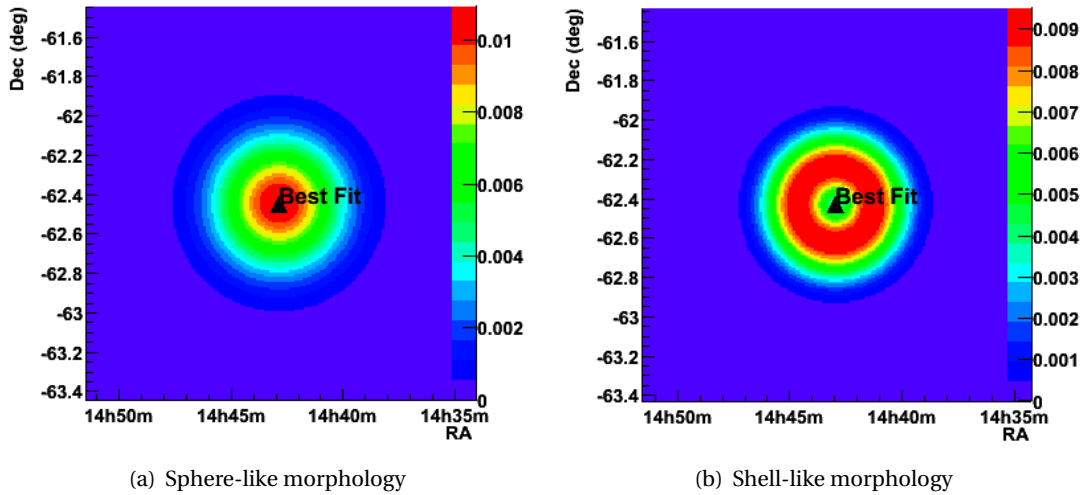 Dec (deg)
-61.6
-61.8
-62
-62.2
-62.4
-62.6
-62.8
-63
-63.2
-63.4
14h50m
14h45m
14h40m
14h35m
RA
Best Fit
0.01
0.008
0.006
0.004
0.002
0
(a) Sphere-like morphology
Dec (deg)
-61.6
-61.8
-62
-62.2
-62.4
-62.6
-62.8
-63
-63.2
-63.4
14h50m
14h45m
14h40m
14h35m
RA
Best Fit
0.009
0.008
0.007
0.006
0.005
0.004
0.003
0.002
0.001
0
(b) Shell-like morphology